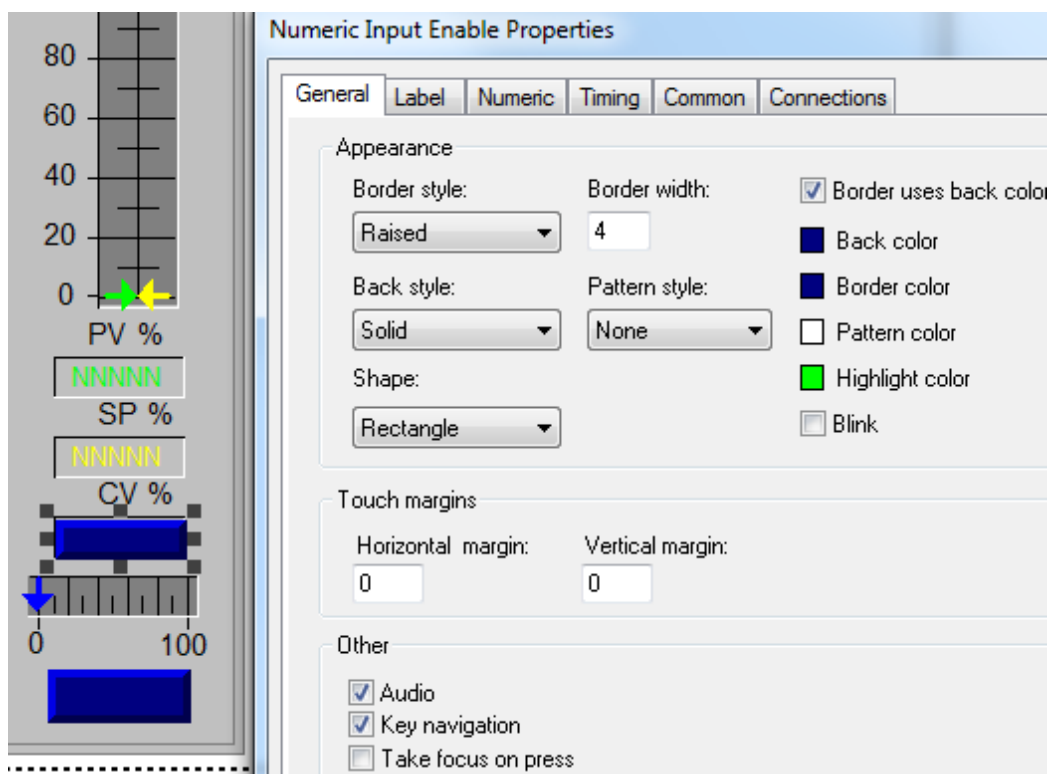 Numeric Input Enable Properties
General Label Numeric Timing Common Connections
Appearance
Border style: Border width: Border uses back color
Raised 4
Back color
Back style: Pattern style: Border color
Solid None Pattern color
Shape: Highlight color
Rectangle Blink
Touch margins
Horizontal margin: Vertical margin:
0 0
Other
Audio
Key navigation
Take focus on press
80
60
40
20
0
PV %
NNNNN
SP %
NNNNN
CV %
0 100